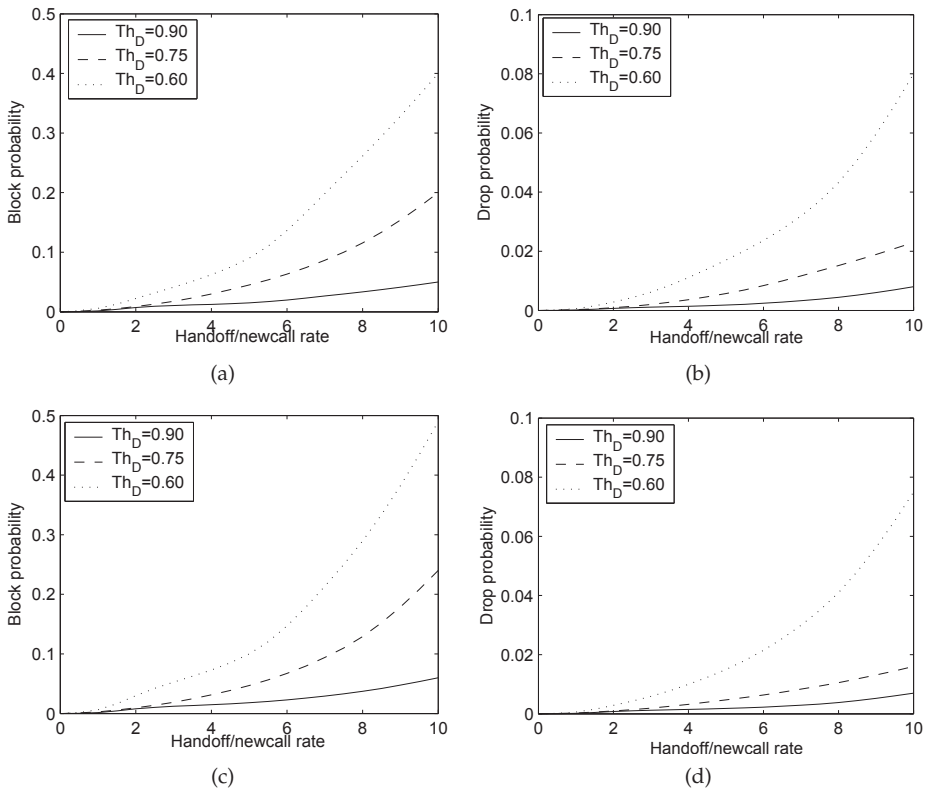 0.5
0.4
0.3
0.2
0.1
0
Block probability
Th_D=0.90
Th_D=0.75
Th_D=0.60
0 2 4 6 8 10
Handoff/newcall rate
(a)
0.1
0.08
0.06
0.04
0.02
0
Drop probability
Th_D=0.90
Th_D=0.75
Th_D=0.60
0 2 4 6 8 10
Handoff/newcall rate
(b)
0.5
0.4
0.3
0.2
0.1
0
Block probability
Th_D=0.90
Th_D=0.75
Th_D=0.60
0 2 4 6 8 10
Handoff/newcall rate
(c)
0.1
0.08
0.06
0.04
0.02
0
Drop probability
Th_D=0.90
Th_D=0.75
Th_D=0.60
0 2 4 6 8 10
Handoff/newcall rate
(d)